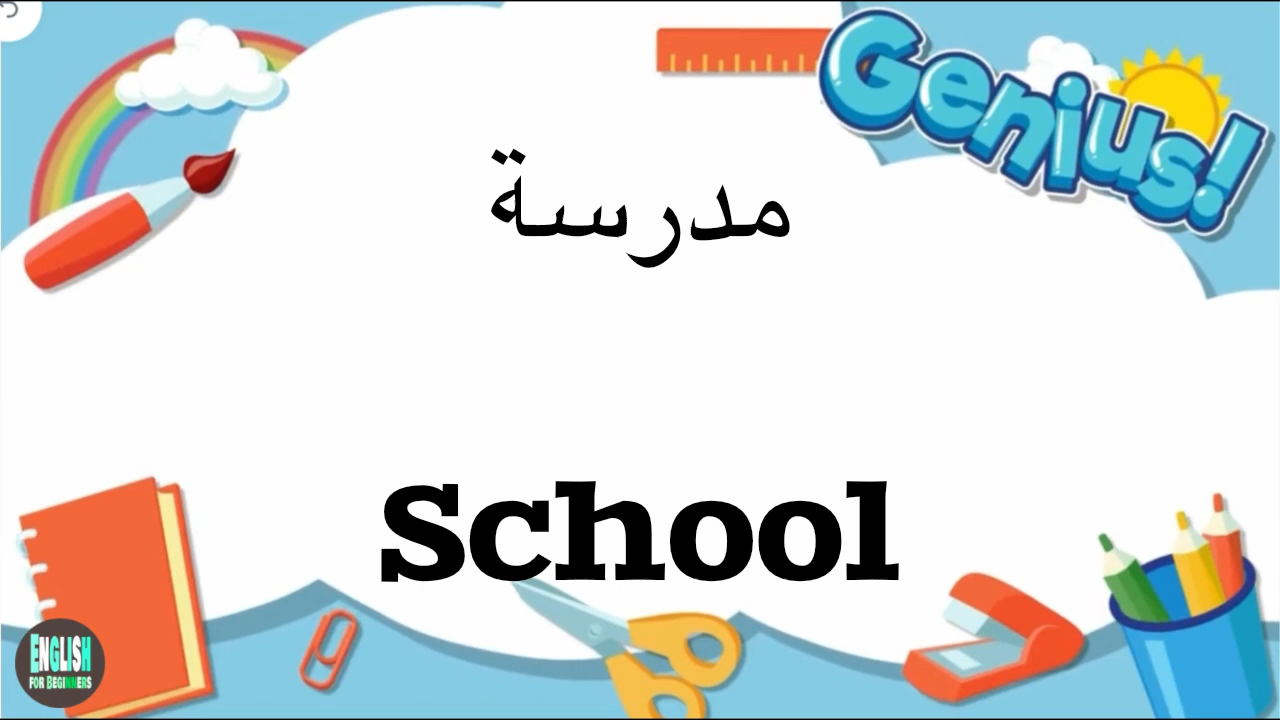 Genius!
مدرسة
School
ENGLISH
FOR BEGINNERS